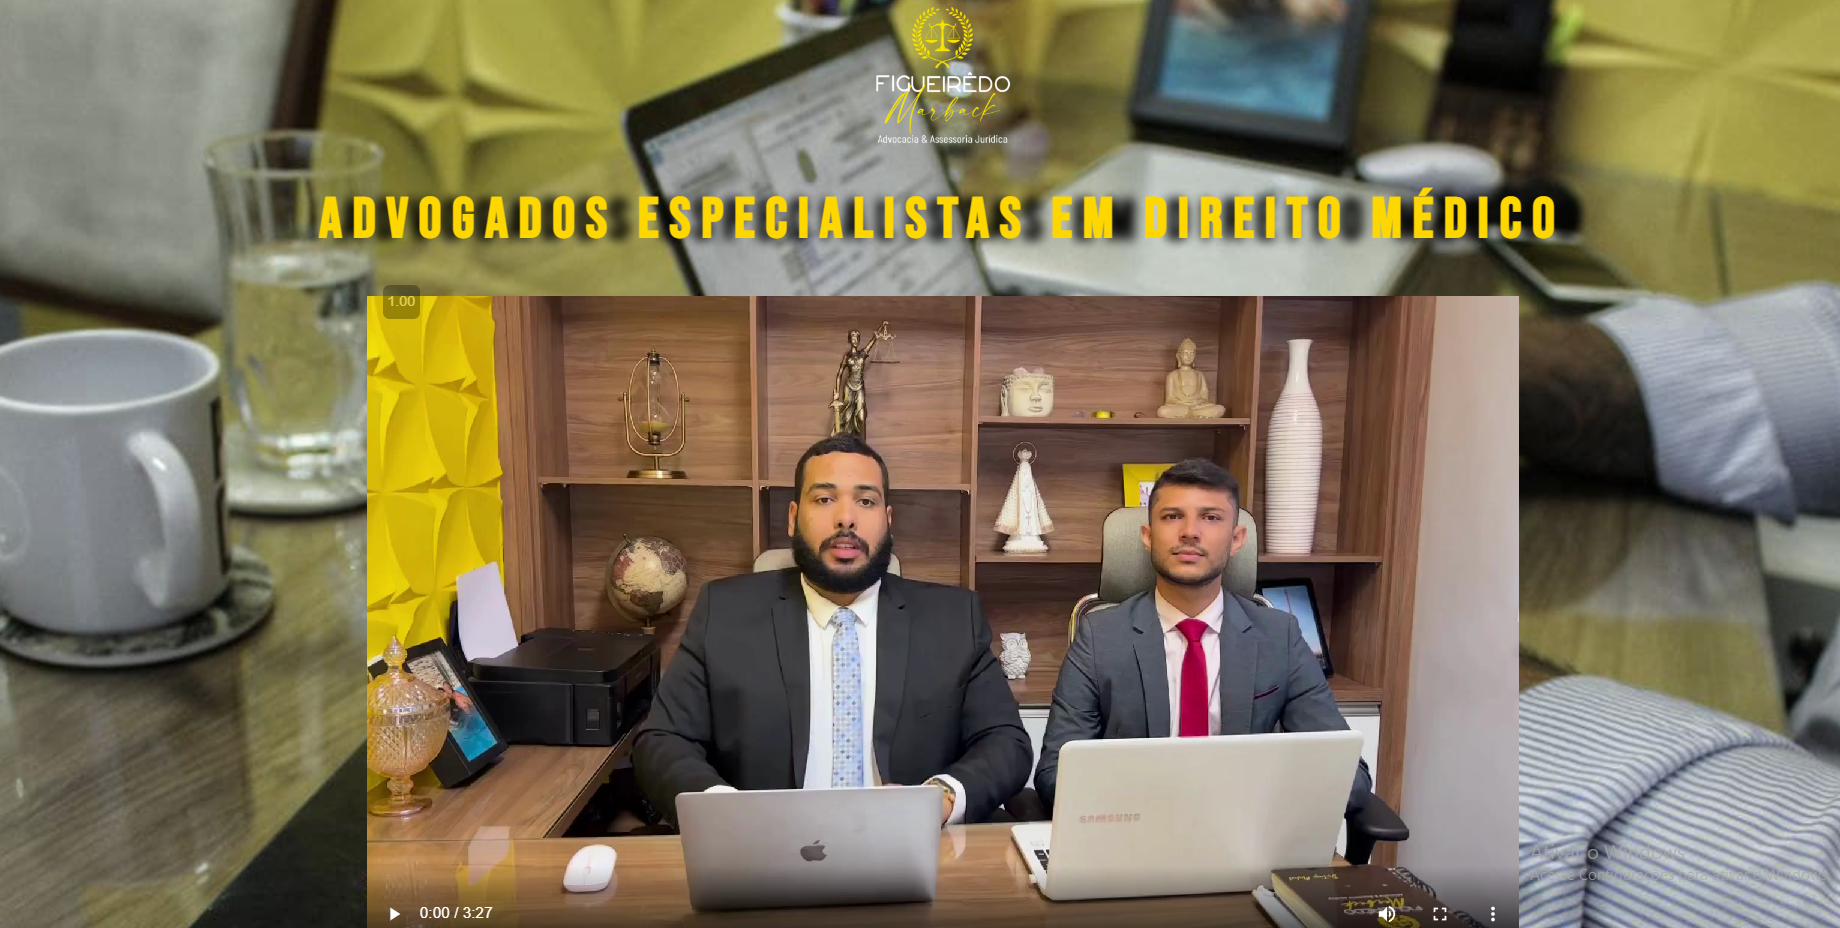 FIGUEIRÊDO
Marback
Advocacia & Assessoria Jurídica
ADVOGADOS ESPECIALISTAS EM DIREITO MÉDICO
1.00
SAMSUNG
0:00 / 3:27
Ativar o Windows
Acesse Configurações para ativar o Windows.